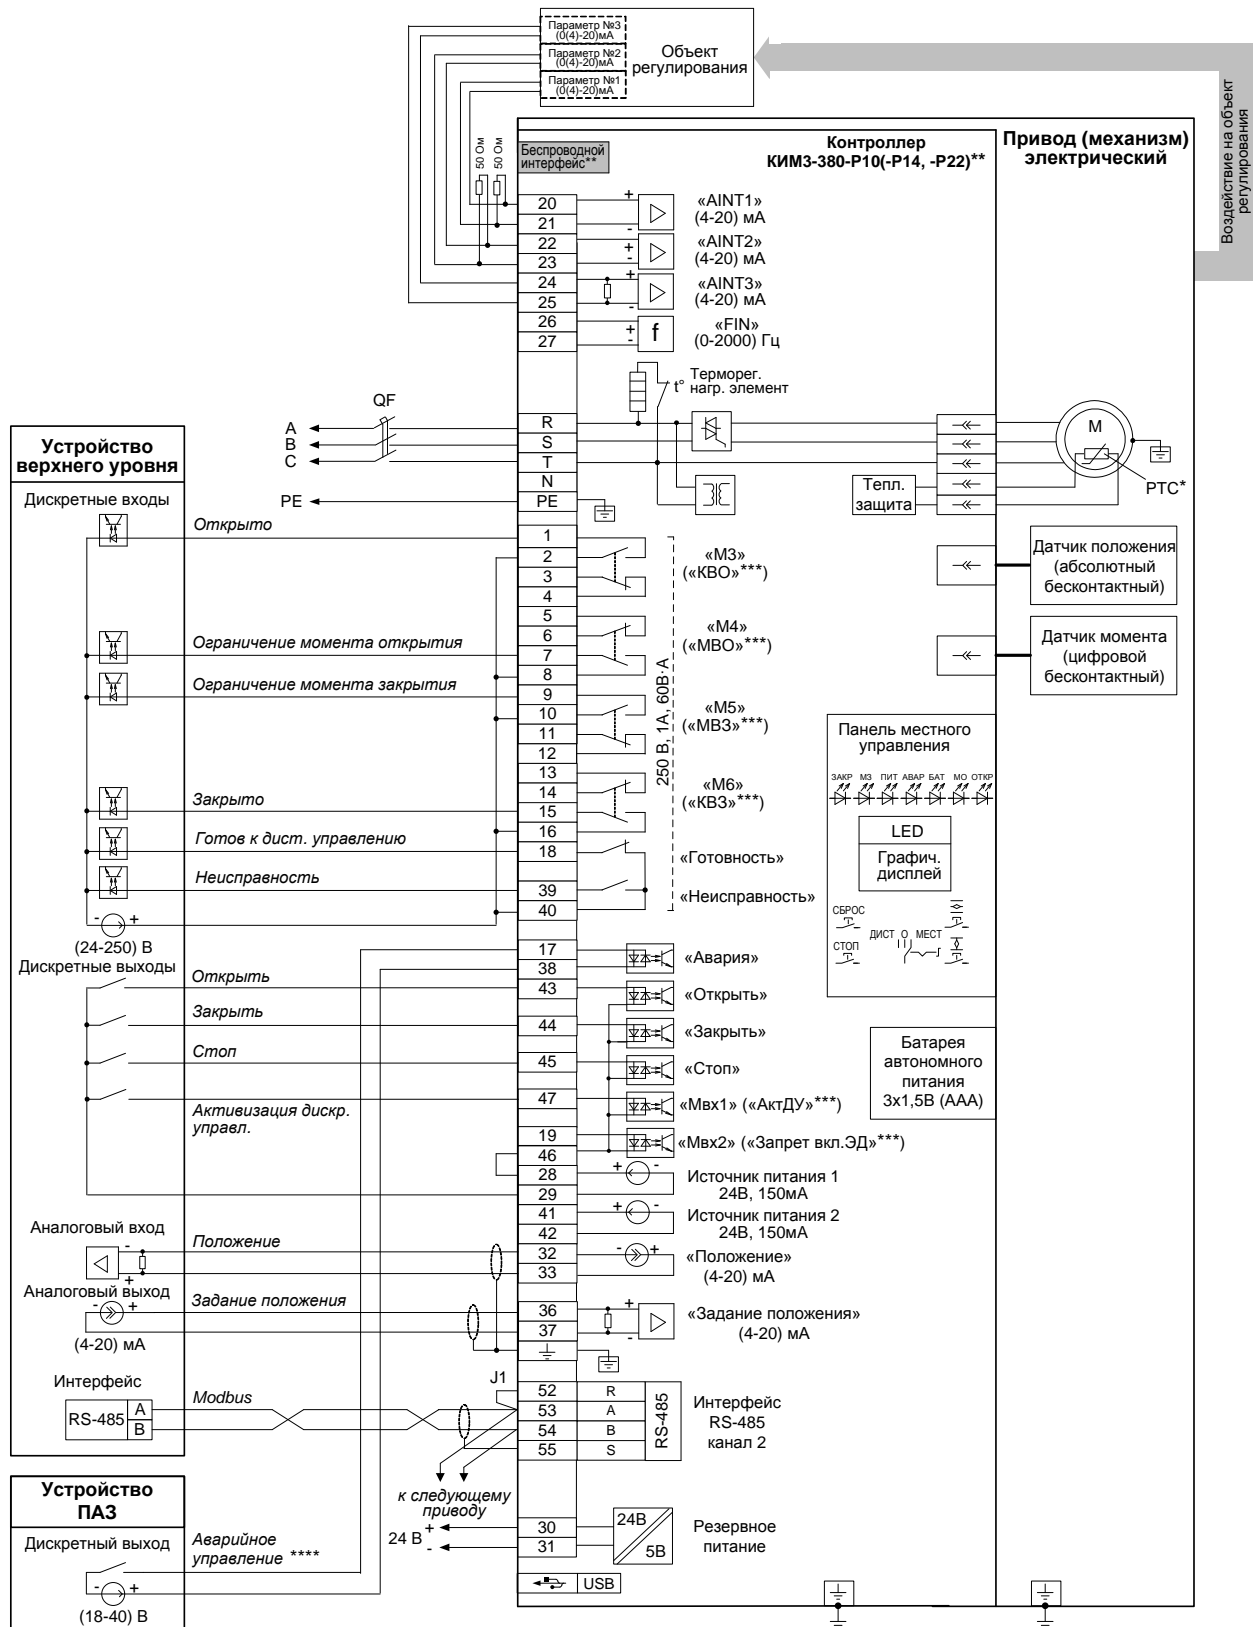 Параметр №3
(0(4)-20)мА
Параметр №2
(0(4)-20)мА
Параметр №1
(0(4)-20)мА
Объект
регулирования
Воздействие на объект
регулирования
50 Ом
50 Ом
Беспроводной
интерфейс**
Контроллер
КИМ3-380-Р10(-Р14, -Р22)**
Привод (механизм)
электрический
20
21
22
23
24
25
26
27
+
-
«AINT1»
(4-20) мА
+
-
«AINT2»
(4-20) мА
+
-
«AINT3»
(4-20) мА
+
-
f
«FIN»
(0-2000) Гц
t°
Терморег.
нагр. элемент
QF
A
B
C
PE
R
S
T
N
PE
M
PTC*
Тепл.
защита
Устройство
верхнего уровня
Дискретные входы
Открыто
Ограничение момента открытия
Ограничение момента закрытия
Закрыто
Готов к дист. управлению
Неисправность
- +
(24-250) В
1
2
3
4
5
6
7
8
9
10
11
12
13
14
15
16
18
39
40
«М3»
(«КВО»***)
«М4»
(«МВО»***)
«М5»
(«МВЗ»***)
«М6»
(«КВЗ»***)
«Готовность»
«Неисправность»
250 В, 1А, 60В·А
Датчик положения
(абсолютный
бесконтактный)
Датчик момента
(цифровой
бесконтактный)
Панель местного
управления
ЗАКР МЗ ПИТ АВАР БАТ МО ОТКР
LED
Графич.
дисплей
СБРОС
СТОП
ДИСТ О МЕСТ
Батарея
автономного
питания
3х1,5В (ААА)
Дискретные выходы
Открыть
Закрыть
Стоп
Активизация дискр.
управл.
17
38
43
44
45
47
19
46
28
29
41
42
32
33
36
37
«Авария»
«Открыть»
«Закрыть»
«Стоп»
«Мвх1» («АктДУ»***)
«Мвх2» («Запрет вкл.ЭД»***)
+ -
Источник питания 1
24В, 150мА
+ -
Источник питания 2
24В, 150мА
- +
«Положение»
(4-20) мА
+
-
«Задание положения»
(4-20) мА
Аналоговый вход
-
+
Положение
Аналоговый выход
- +
Задание положения
(4-20) мА
Интерфейс
RS-485
A
B
Modbus
J1
52
53
54
55
R
A
B
S
RS-485
Интерфейс
RS-485
канал 2
к следующему
приводу
24 В
+
-
30
31
24В
5В
Резервное
питание
USB
Устройство
ПАЗ
Дискретный выход
Аварийное
управление ****
- +
(18-40) В